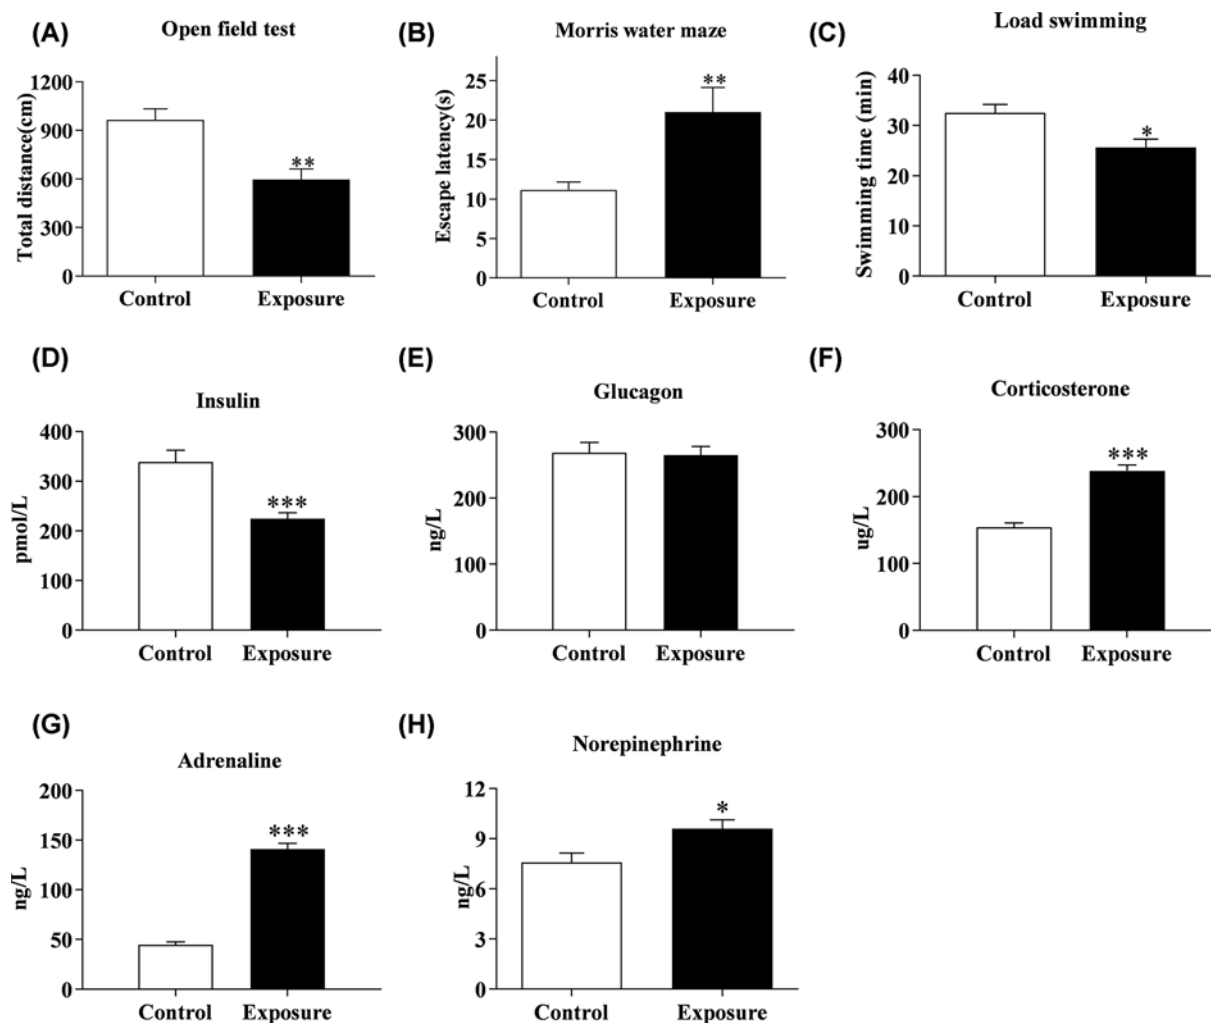 (A)
Open field test
Total distance(cm)
1200
900
600
300
0
**
Control
Exposure
(B)
Morris water maze
Escape latency(s)
25
20
15
10
5
0
**
Control
Exposure
(C)
Load swimming
Swimming time (min)
40
30
20
10
0
*
Control
Exposure
(D)
Insulin
pmol/L
400
300
200
100
0
***
Control
Exposure
(E)
Glucagon
ng/L
300
200
100
0
Control
Exposure
(F)
Corticosterone
ug/L
300
200
100
0
***
Control
Exposure
(G)
Adrenaline
ng/L
200
150
100
50
0
***
Control
Exposure
(H)
Norepinephrine
ng/L
12
9
6
3
0
*
Control
Exposure